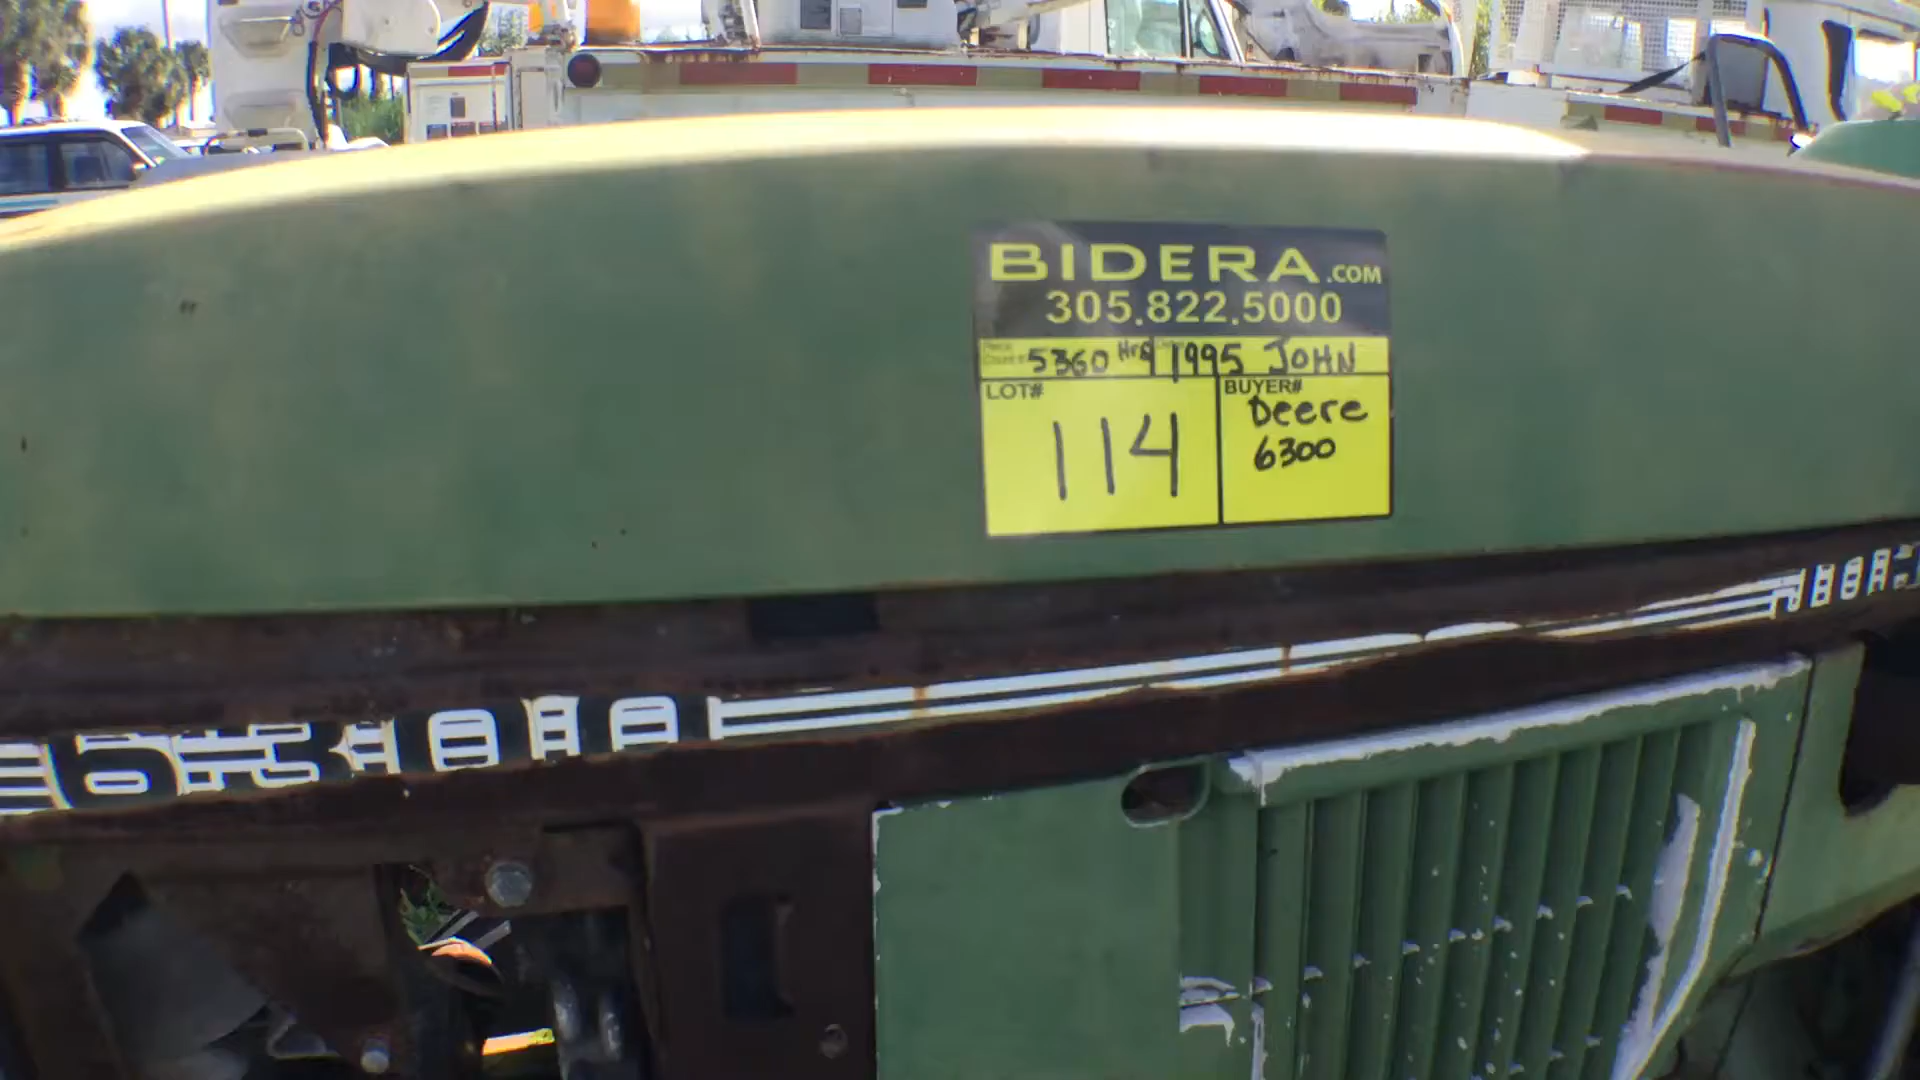 BIDERA.COM
305.822.5000
5360 Hrs 1995 JOHN
LOT#
114
BUYER#
Deere
6300